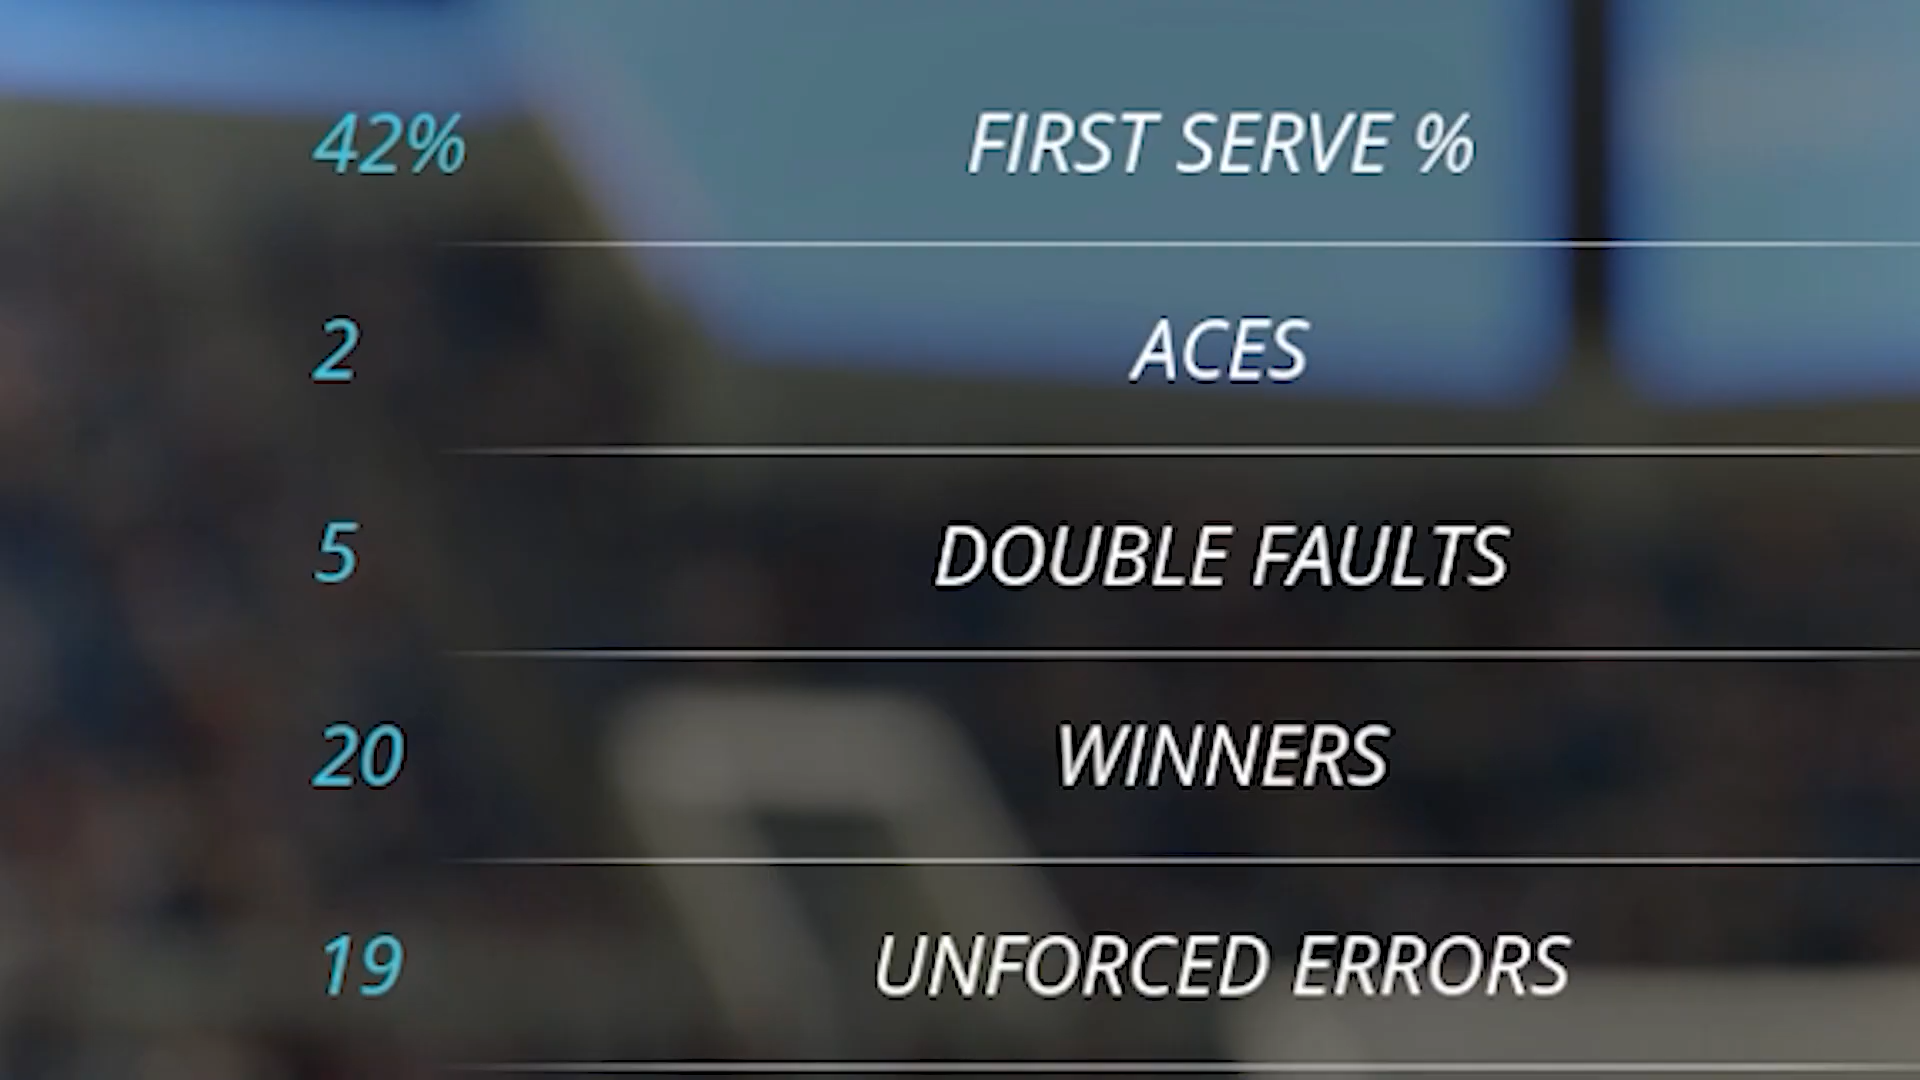 42% FIRST SERVE %
2 ACES
5 DOUBLE FAULTS
20 WINNERS
19 UNFORCED ERRORS